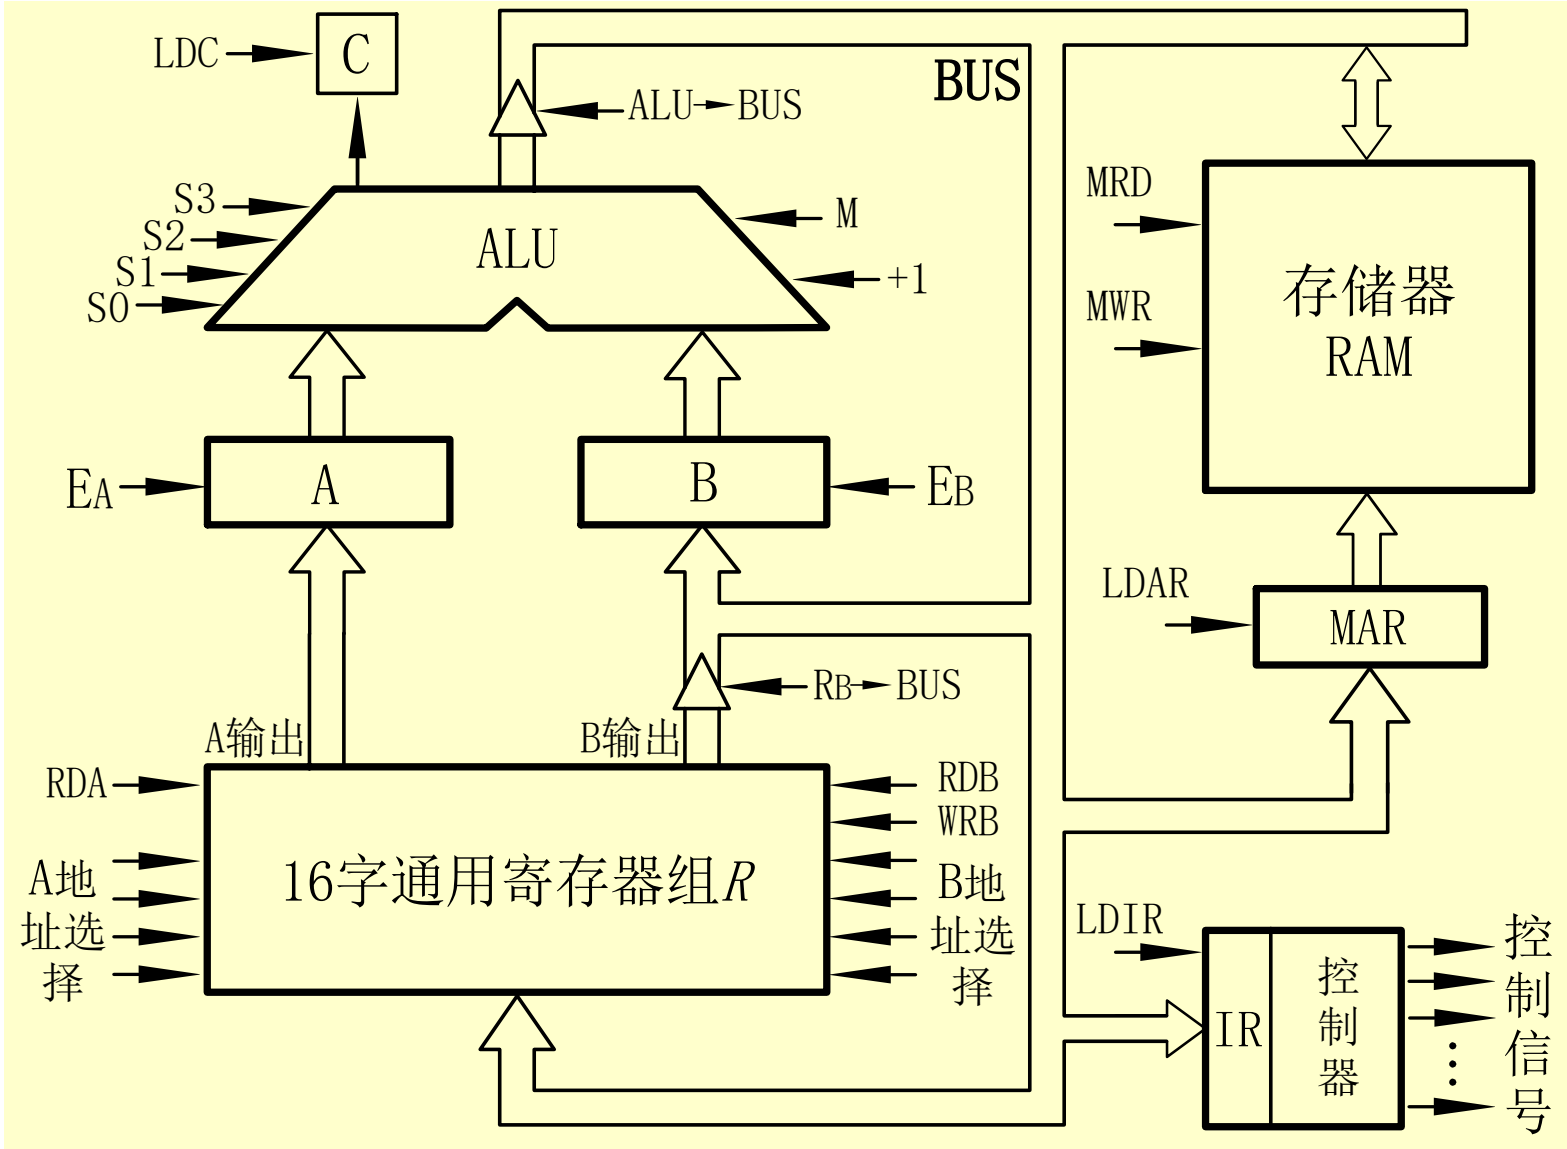 LDC
C
BUS
ALU→BUS
S3
S2
S1
S0
ALU
M
+1
MRD
MWR
存储器
RAM
EA
A
B
EB
LDAR
MAR
RB→BUS
A输出
B输出
RDA
RDB
WRB
A地
址选
择
16字通用寄存器组R
B地
址选
择
LDIR
IR
控
制
器
控
制
信
号